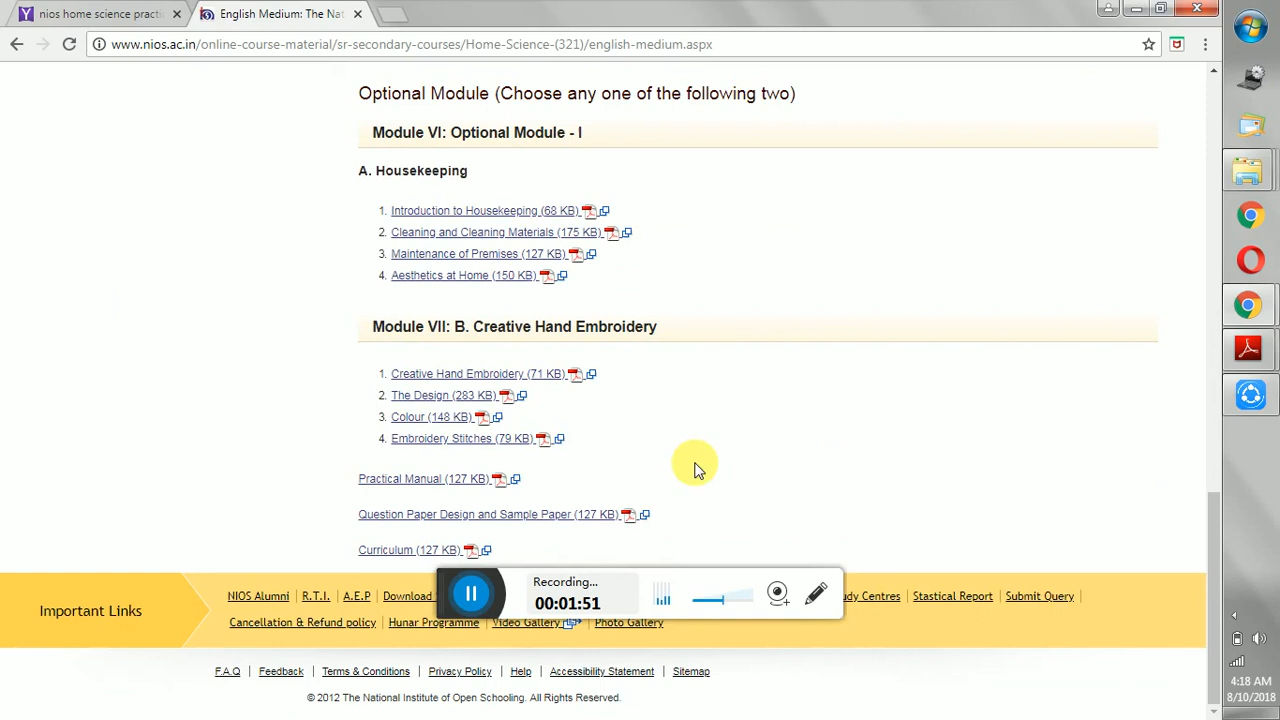 nios home science practi
English Medium: The Nat
www.nios.ac.in/online-course-material/sr-secondary-courses/Home-Science-(321)/english-medium.aspx
Optional Module (Choose any one of the following two)
Module VI: Optional Module - I
A. Housekeeping
1. Introduction to Housekeeping (68 KB)
2. Cleaning and Cleaning Materials (175 KB)
3. Maintenance of Premises (127 KB)
4. Aesthetics at Home (150 KB)
Module VII: B. Creative Hand Embroidery
1. Creative Hand Embroidery (71 KB)
2. The Design (283 KB)
3. Colour (148 KB)
4. Embroidery Stitches (79 KB)
Practical Manual (127 KB)
Question Paper Design and Sample Paper (127 KB)
Curriculum (127 KB)
Recording...
00:01:51
Important Links
NIOS Alumni | R.T.I. | A.E.P | Download udy Centres | Stastical Report | Submit Query |
Cancellation & Refund policy | Hunar Programme | Video Gallery | Photo Gallery
F.A.Q | Feedback | Terms & Conditions | Privacy Policy | Help | Accessibility Statement | Sitemap
© 2012 The National Institute of Open Schooling. All Rights Reserved.
4:18 AM
8/10/2018